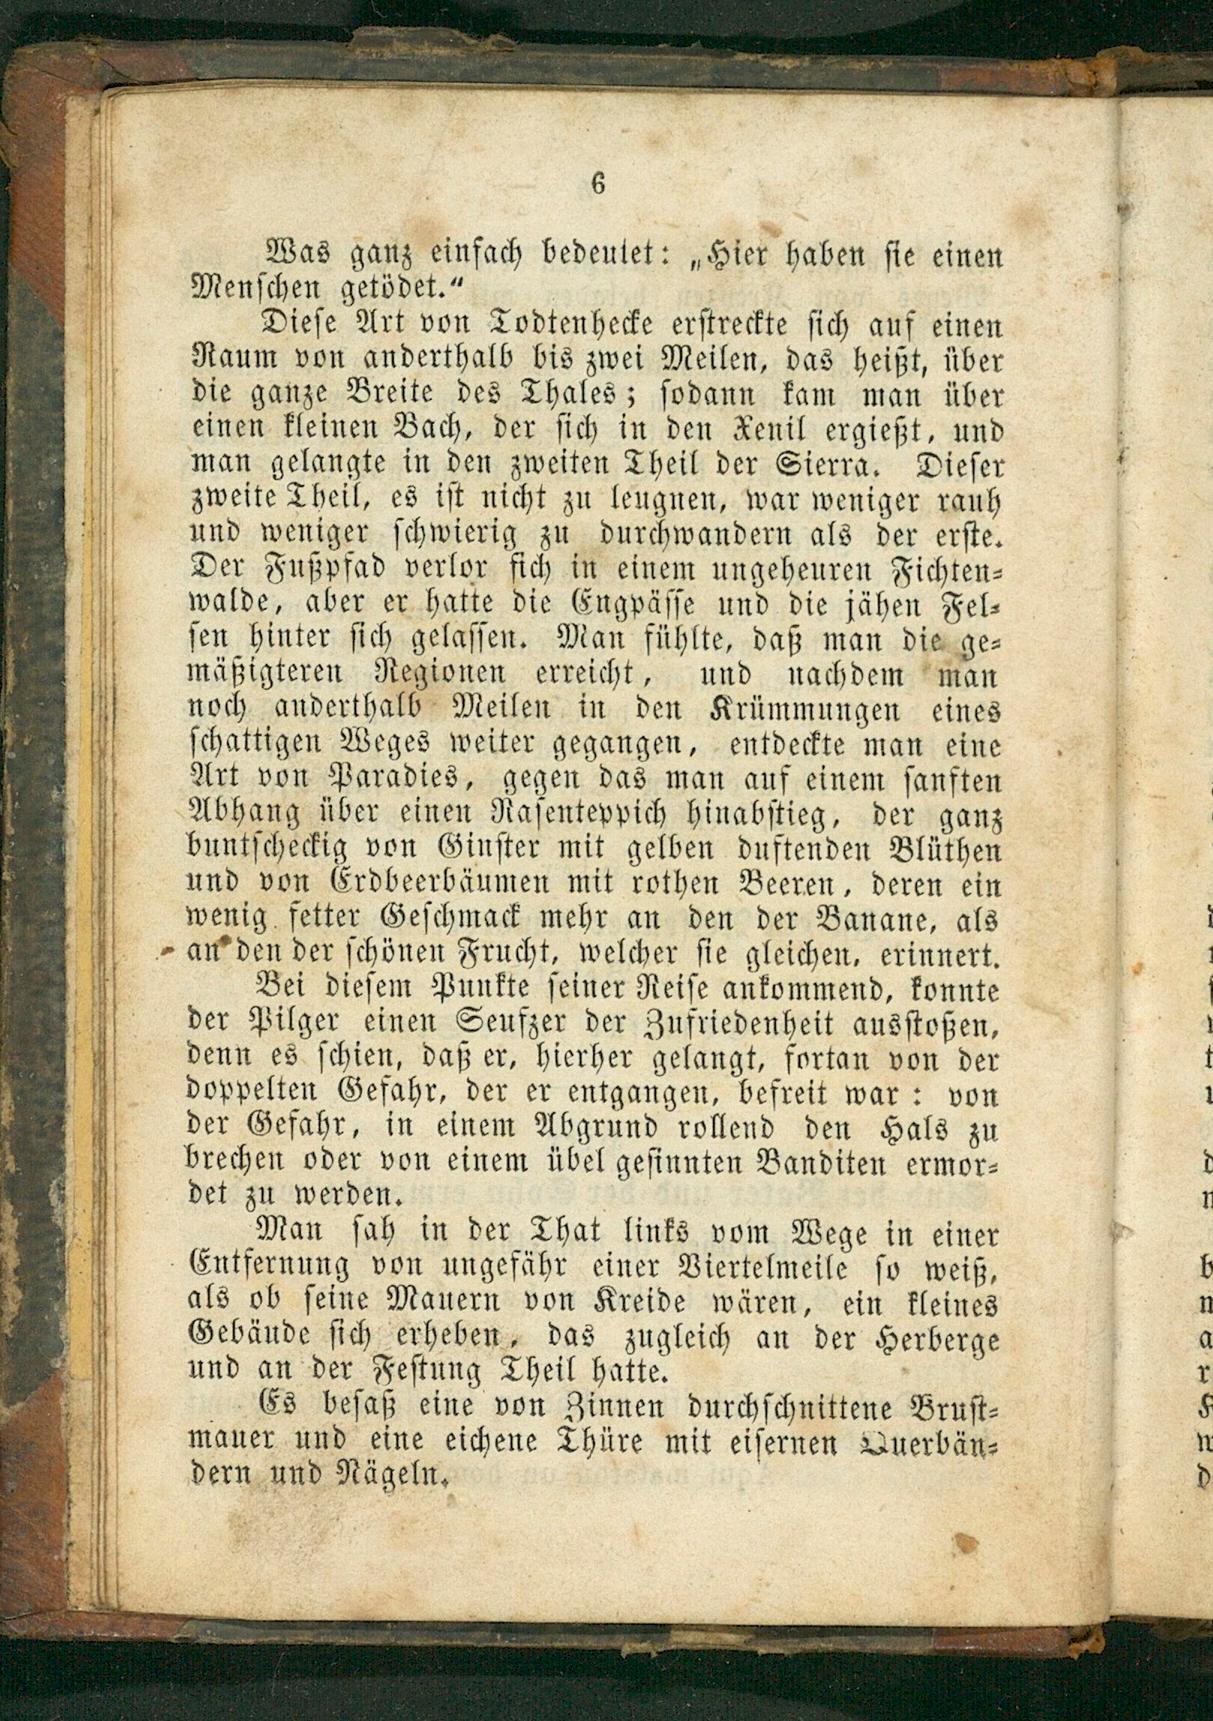 6
Was ganz einfach bedeutet: „Hier haben sie einen
Menschen getödet.“
Diese Art von Todtenhecke erstreckte sich auf einen
Raum von anderthalb bis zwei Meilen, das heißt, über
die ganze Breite des Thales; sodann kam man über
einen kleinen Bach, der sich in den Xenil ergießt, und
man gelangte in den zweiten Theil der Sierra. Dieser
zweite Theil, es ist nicht zu leugnen, war weniger rauh
und weniger schwierig zu durchwandern als der erste.
Der Fußpfad verlor sich in einem ungeheuren Fichten-
walde, aber er hatte die Engpässe und die jähen Fel-
sen hinter sich gelassen. Man fühlte, daß man die ge-
mäßigteren Regionen erreicht, und nachdem man
noch anderthalb Meilen in den Krümmungen eines
schattigen Weges weiter gegangen, entdeckte man eine
Art von Paradies, gegen das man auf einem sanften
Abhang über einen Rasenteppich hinabstieg, der ganz
buntscheckig von Ginster mit gelben duftenden Blüthen
und von Erdbeerbäumen mit rothen Beeren, deren ein
wenig fetter Geschmack mehr an den der Banane, als
an den der schönen Frucht, welcher sie gleichen, erinnert.
Bei diesem Punkte seiner Reise ankommend, konnte
der Pilger einen Seufzer der Zufriedenheit ausstoßen,
denn es schien, daß er, hierher gelangt, fortan von der
doppelten Gefahr, der er entgangen, befreit war: von
der Gefahr, in einem Abgrund rollend den Hals zu
brechen oder von einem übel gesinnten Banditen ermor-
det zu werden.
Man sah in der That links vom Wege in einer
Entfernung von ungefähr einer Viertelmeile so weiß,
als ob seine Mauern von Kreide wären, ein kleines
Gebäude sich erheben, das zugleich an der Herberge
und an der Festung Theil hatte.
Es besaß eine von Zinnen durchschnittene Brust-
mauer und eine eichene Thüre mit eisernen Querbän-
dern und Nägeln.